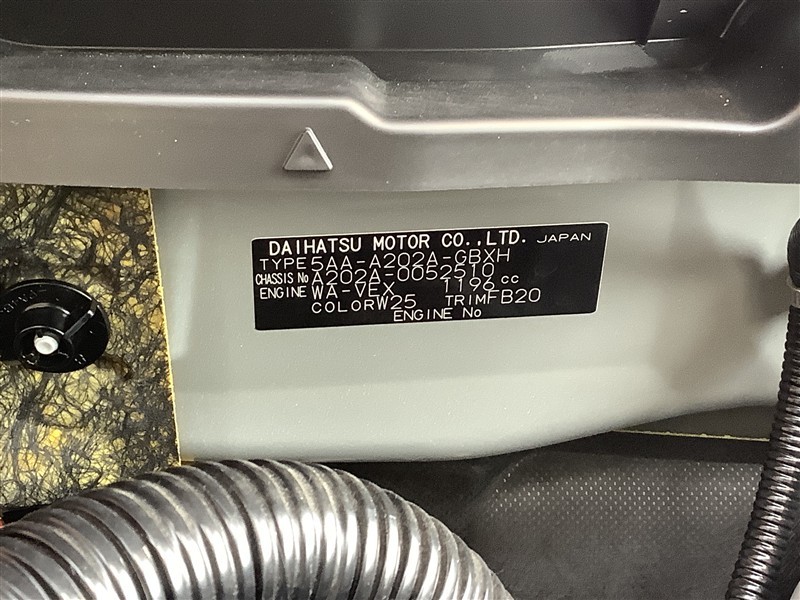 DAIHATSU MOTOR CO.,LTD. JAPAN
TYPE 5AA-A202A-GBXH
CHASSIS No A202A-0052510
ENGINE WA-VEX 1196 cc
COLOR W25 TRIM FB20
ENGINE No